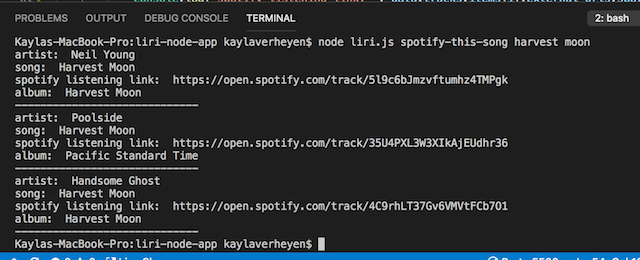 PROBLEMS OUTPUT DEBUG CONSOLE TERMINAL 2: bash
Kaylas-MacBook-Pro:liri-node-app kaylaverheyen$ node liri.js spotify-this-song harvest moon
artist:  Neil Young
song:  Harvest Moon
spotify listening link:  https://open.spotify.com/track/5l9c6bJmzvftumhz4TMPgk
album:  Harvest Moon
-----------------------------
artist:  Poolside
song:  Harvest Moon
spotify listening link:  https://open.spotify.com/track/35U4PXL3W3XIkAjEUdhr36
album:  Pacific Standard Time
-----------------------------
artist:  Handsome Ghost
song:  Harvest Moon
spotify listening link:  https://open.spotify.com/track/4C9rhLT37Gv6VMVtFCb7O1
album:  Harvest Moon
-----------------------------
Kaylas-MacBook-Pro:liri-node-app kaylaverheyen$